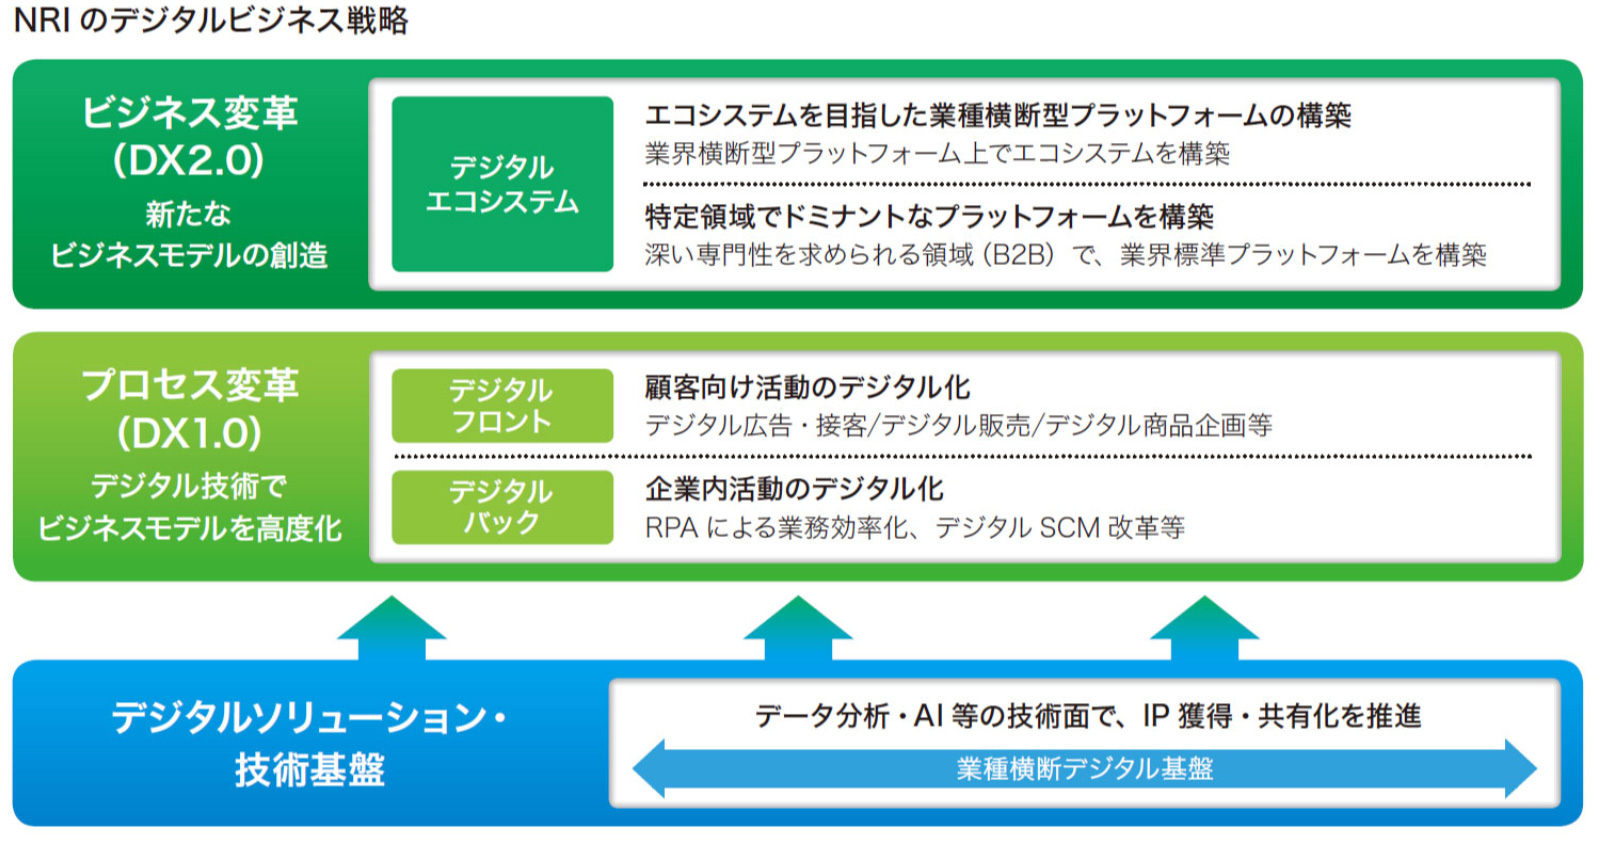 NRI のデジタルビジネス戦略
ビジネス変革
(DX2.0)
新たな
ビジネスモデルの創造
デジタル
エコシステム
エコシステムを目指した業種横断型プラットフォームの構築
業界横断型プラットフォーム上でエコシステムを構築
特定領域でドミナントなプラットフォームを構築
深い専門性を求められる領域（B2B）で、業界標準プラットフォームを構築
プロセス変革
(DX1.0)
デジタル技術で
ビジネスモデルを高度化
デジタル
フロント
顧客向け活動のデジタル化
デジタル広告・接客/デジタル販売/デジタル商品企画等
デジタル
バック
企業内活動のデジタル化
RPA による業務効率化、デジタル SCM 改革等
デジタルソリューション・
技術基盤
データ分析・AI 等の技術面で、IP 獲得・共有化を推進
業種横断デジタル基盤